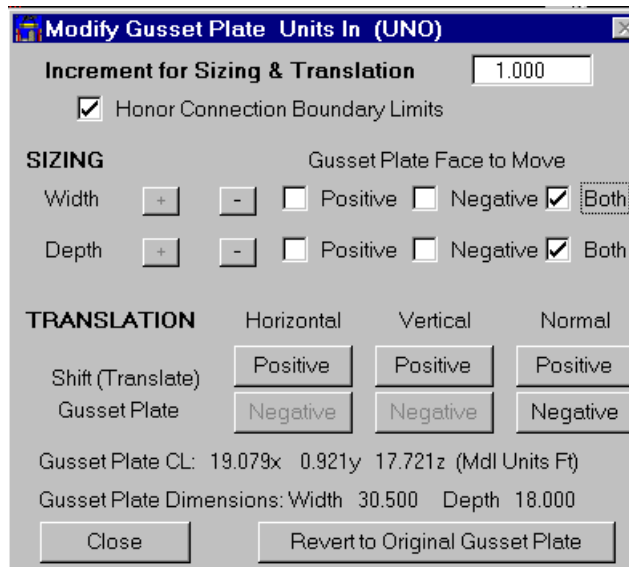 Modify Gusset Plate Units In (UNO)
Increment for Sizing & Translation 1.000
Honor Connection Boundary Limits
SIZING Gusset Plate Face to Move
Width + - Positive Negative Both
Depth + - Positive Negative Both
TRANSLATION Horizontal Vertical Normal
Shift (Translate) Positive Positive Positive
Gusset Plate Negative Negative Negative
Gusset Plate CL: 19.079x 0.921y 17.721z (Mdl Units Ft)
Gusset Plate Dimensions: Width 30.500 Depth 18.000
Close Revert to Original Gusset Plate